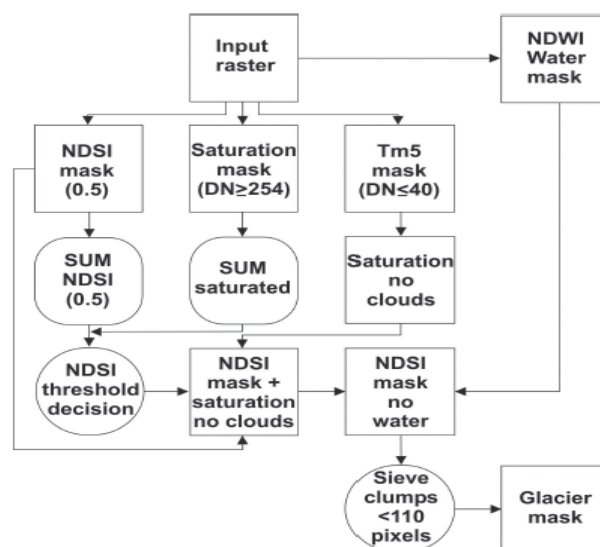 Input
raster
NDWI
Water
mask
NDSI
mask
(0.5)
Saturation
mask
(DN≥254)
Tm5
mask
(DN≤40)
SUM
NDSI
(0.5)
SUM
saturated
Saturation
no
clouds
NDSI
threshold
decision
NDSI
mask +
saturation
no clouds
NDSI
mask
no
water
Sieve
clumps
<110
pixels
Glacier
mask